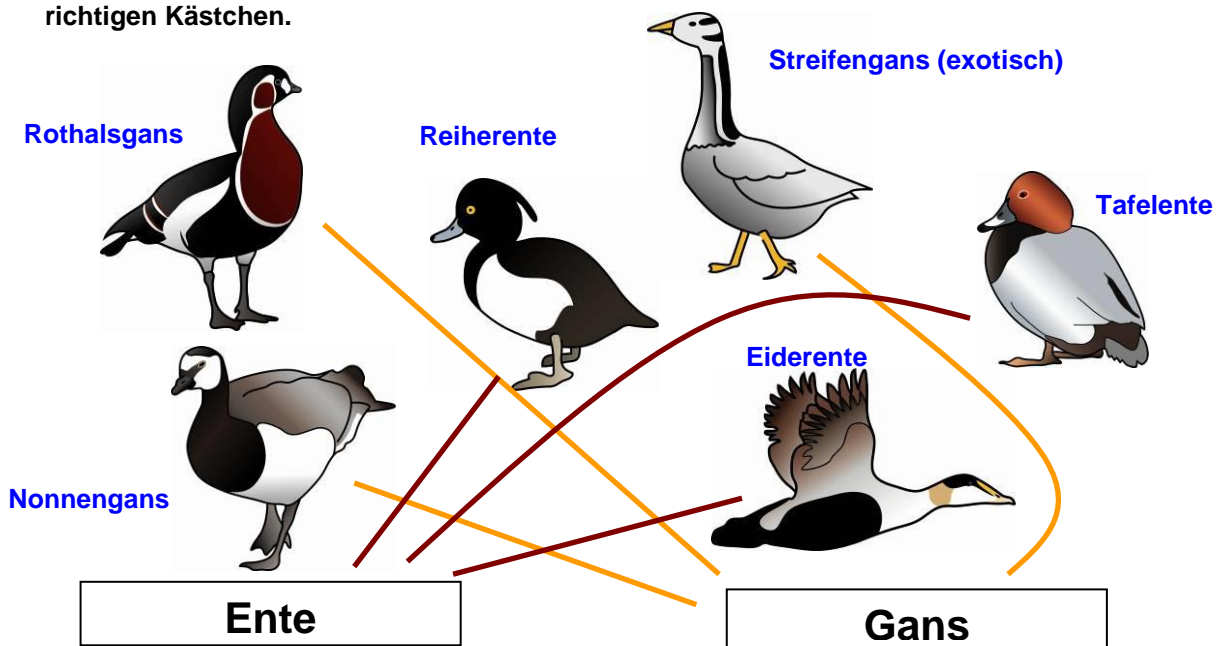 richtigen Kästchen.
Streifengans (exotisch)
Rothalsgans
Reiherente
Tafelente
Eiderente
Nonnengans
Ente
Gans